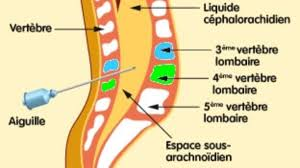 Liquide
céphalorachidien
Vertèbre
3ème vertèbre
lombaire
4ème vertèbre
lombaire
5ème vertèbre
lombaire
Aiguille
Espace sous-
arachnoïdien